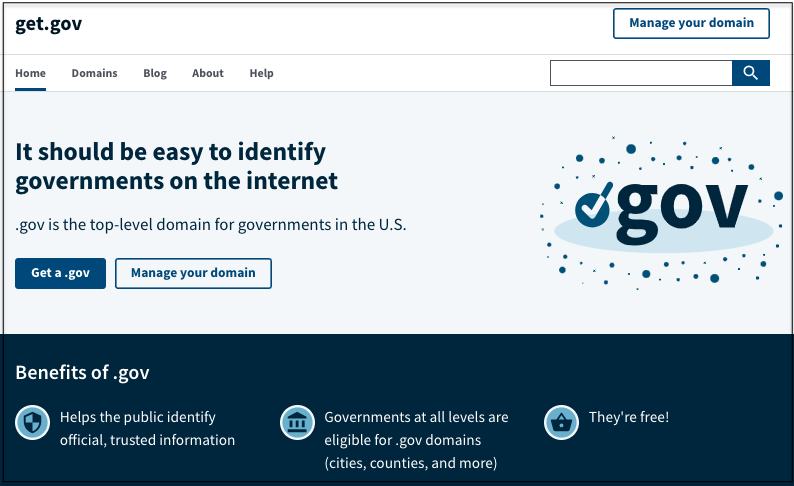 get.gov
Manage your domain
Home
Domains
Blog
About
Help
It should be easy to identify
governments on the internet
.gov is the top-level domain for governments in the U.S.
Get a .gov
Manage your domain
.gov
Benefits of .gov
Helps the public identify
official, trusted information
Governments at all levels are
eligible for .gov domains
(cities, counties, and more)
They're free!